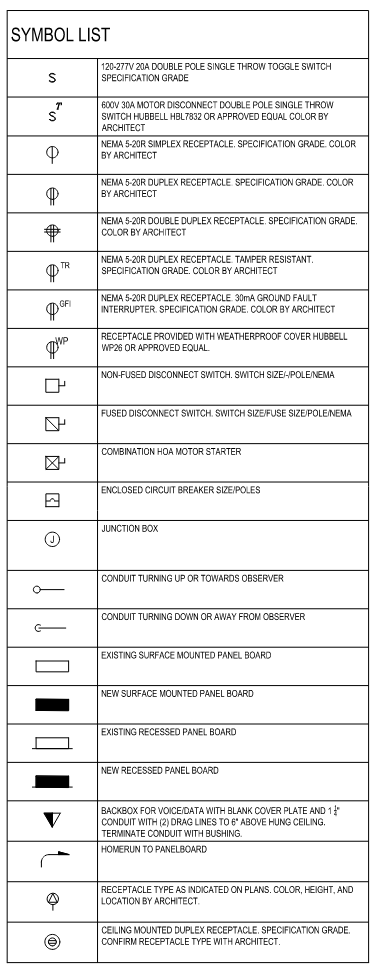 SYMBOL LIST
S
120-277V 20A DOUBLE POLE SINGLE THROW TOGGLE SWITCH
SPECIFICATION GRADE
S T
600V 30A MOTOR DISCONNECT DOUBLE POLE SINGLE THROW
SWITCH HUBBELL HBL7832 OR APPROVED EQUAL COLOR BY
ARCHITECT
NEMA 5-20R SIMPLEX RECEPTACLE. SPECIFICATION GRADE. COLOR
BY ARCHITECT
NEMA 5-20R DUPLEX RECEPTACLE. SPECIFICATION GRADE. COLOR
BY ARCHITECT
NEMA 5-20R DOUBLE DUPLEX RECEPTACLE. SPECIFICATION GRADE.
COLOR BY ARCHITECT
TR
NEMA 5-20R DUPLEX RECEPTACLE. TAMPER RESISTANT.
SPECIFICATION GRADE. COLOR BY ARCHITECT
GFI
NEMA 5-20R DUPLEX RECEPTACLE. 30mA GROUND FAULT
INTERRUPTER. SPECIFICATION GRADE. COLOR BY ARCHITECT
WP
RECEPTACLE PROVIDED WITH WEATHERPROOF COVER HUBBELL
WP26 OR APPROVED EQUAL.
NON-FUSED DISCONNECT SWITCH. SWITCH SIZE/-/POLE/NEMA
FUSED DISCONNECT SWITCH. SWITCH SIZE/FUSE SIZE/POLE/NEMA
COMBINATION HOA MOTOR STARTER
ENCLOSED CIRCUIT BREAKER SIZE/POLES
J
JUNCTION BOX
CONDUIT TURNING UP OR TOWARDS OBSERVER
CONDUIT TURNING DOWN OR AWAY FROM OBSERVER
EXISTING SURFACE MOUNTED PANEL BOARD
NEW SURFACE MOUNTED PANEL BOARD
EXISTING RECESSED PANEL BOARD
NEW RECESSED PANEL BOARD
BACKBOX FOR VOICE/DATA WITH BLANK COVER PLATE AND 1 1/4"
CONDUIT WITH (2) DRAG LINES TO 6" ABOVE HUNG CEILING.
TERMINATE CONDUIT WITH BUSHING.
HOMERUN TO PANELBOARD
RECEPTACLE TYPE AS INDICATED ON PLANS. COLOR, HEIGHT, AND
LOCATION BY ARCHITECT.
CEILING MOUNTED DUPLEX RECEPTACLE. SPECIFICATION GRADE.
CONFIRM RECEPTACLE TYPE WITH ARCHITECT.